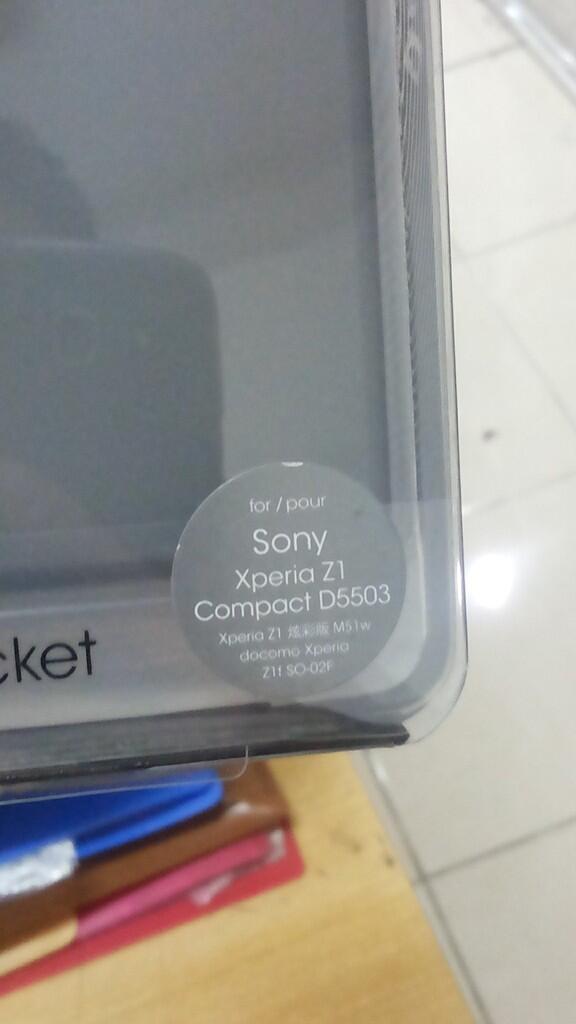 for / pour
Sony
Xperia Z1
Compact D5503
Xperia Z1 炫彩版 M51w
docomo Xperia
Z1f SO-02F
cket